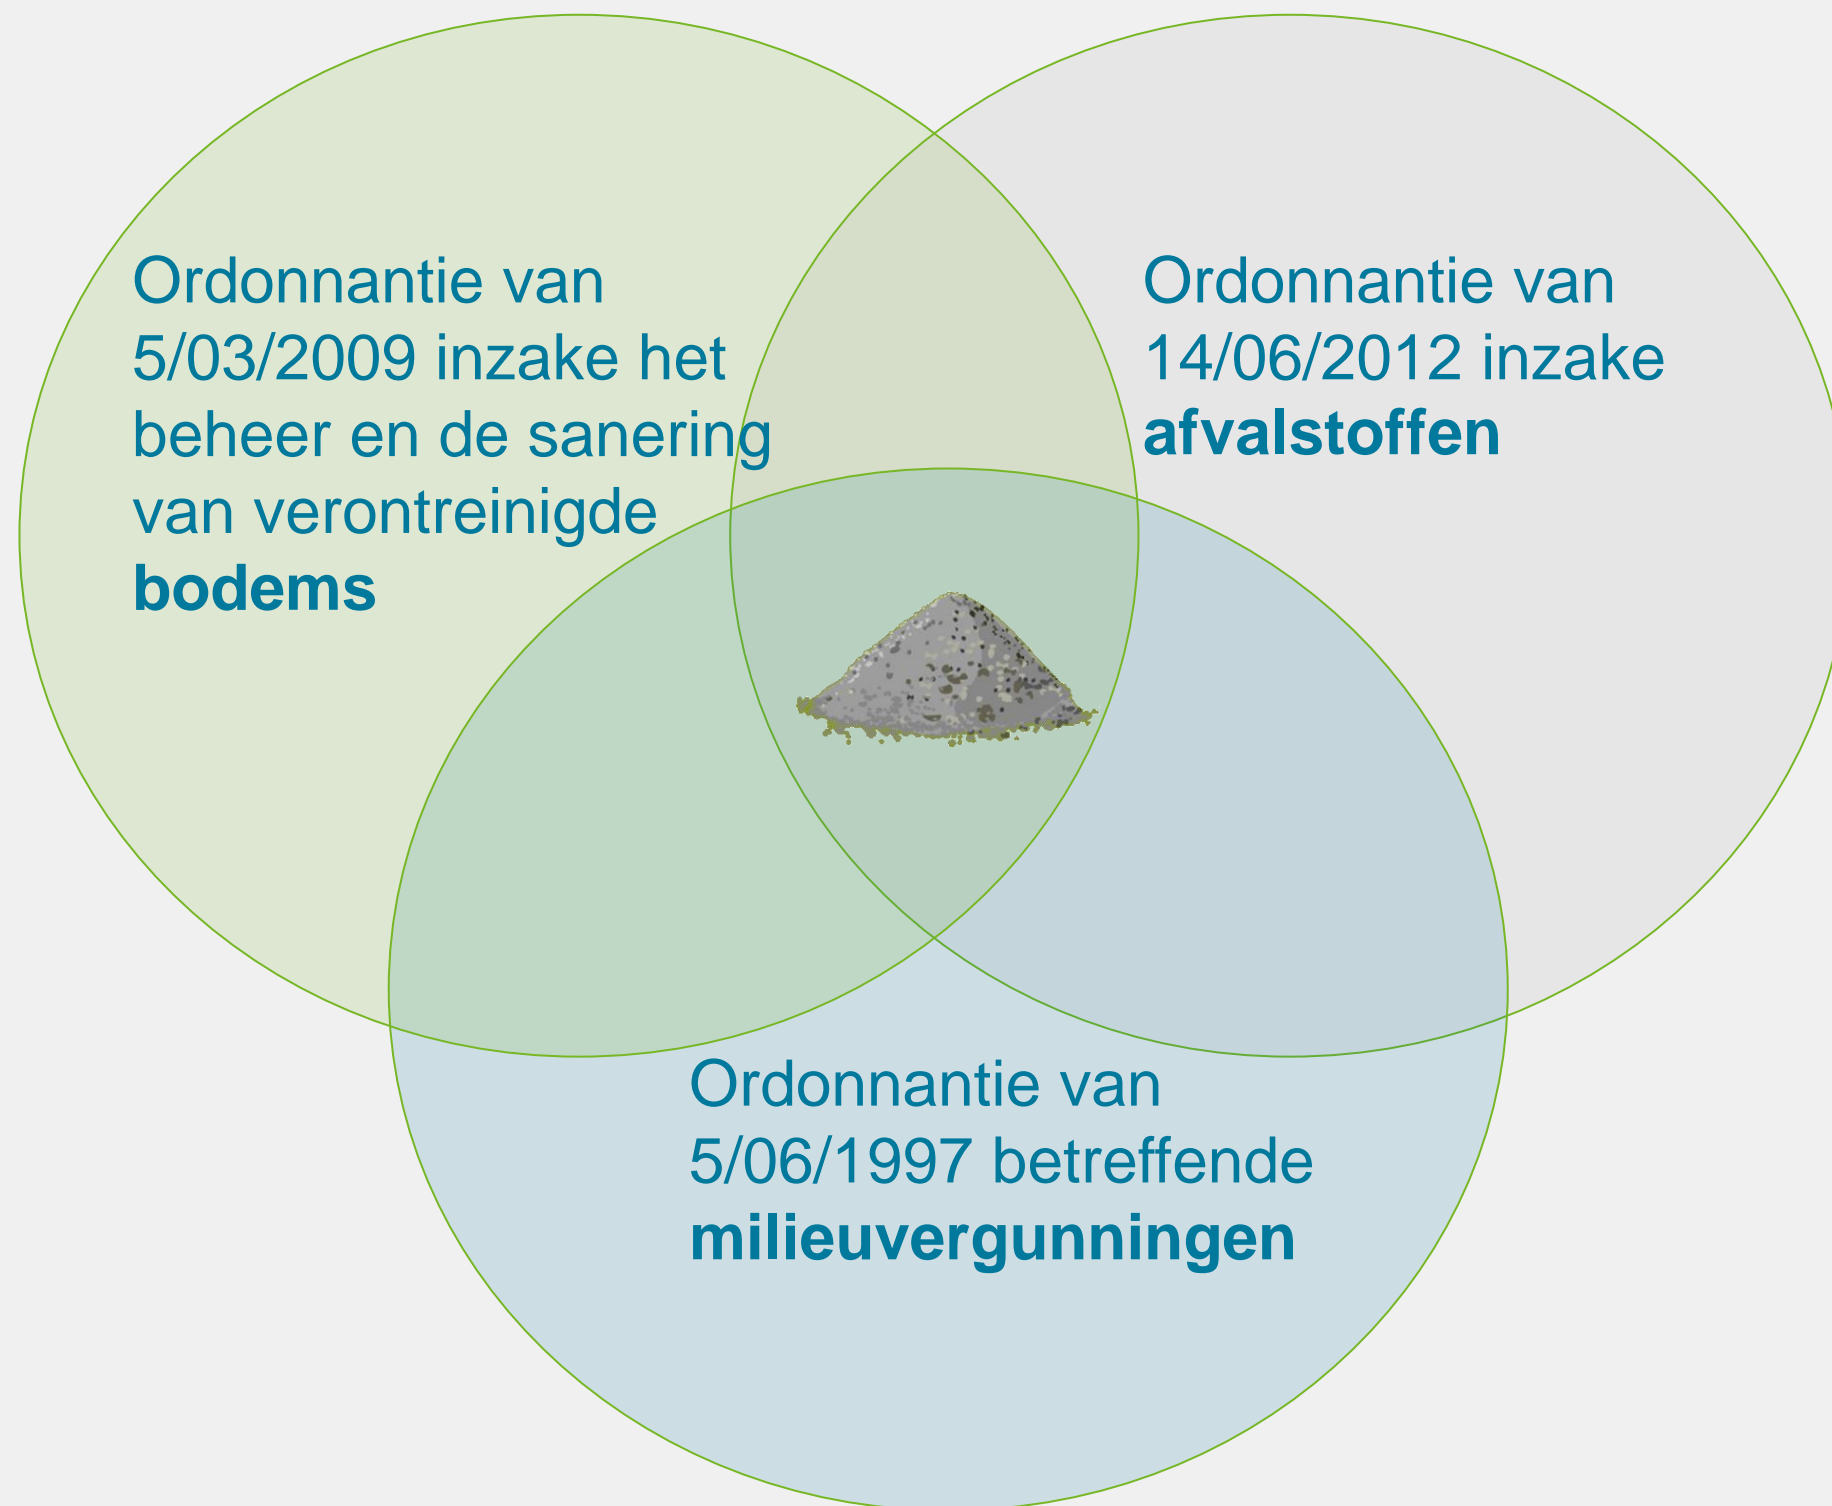 Ordonnantie van
5/03/2009 inzake het
beheer en de sanering
van verontreinigde
bodems
Ordonnantie van
14/06/2012 inzake
afvalstoffen
Ordonnantie van
5/06/1997 betreffende
milieuvergunningen